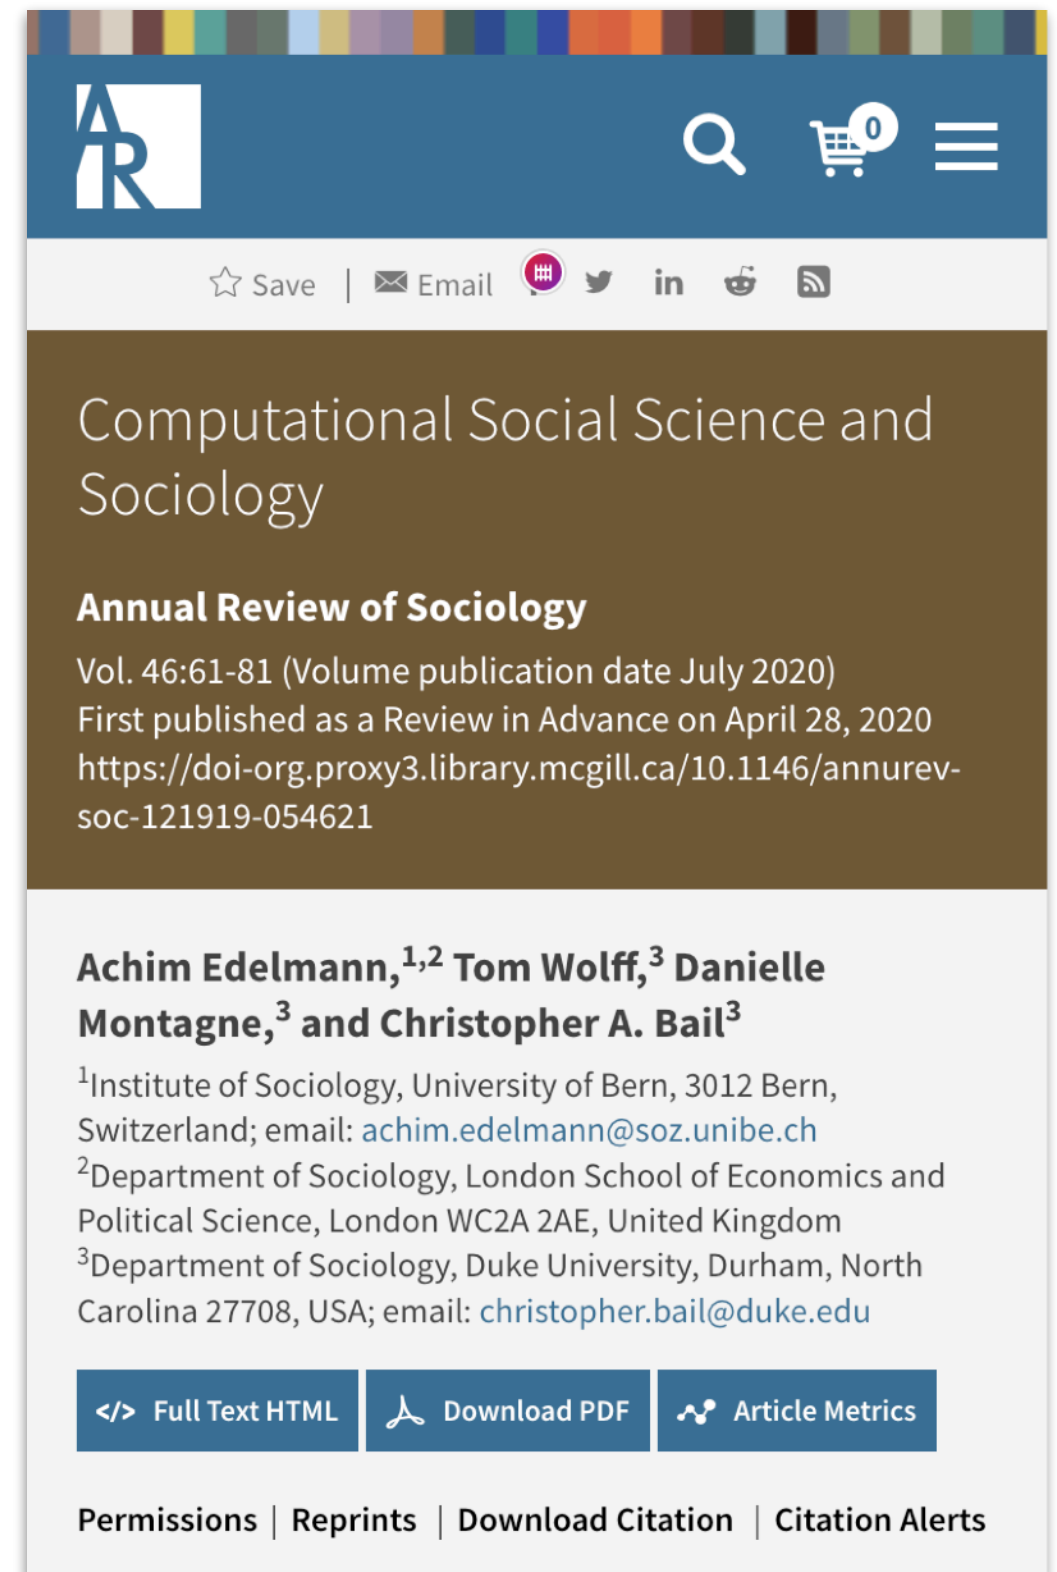 AR
0
Save | Email
Computational Social Science and
Sociology
Annual Review of Sociology
Vol. 46:61-81 (Volume publication date July 2020)
First published as a Review in Advance on April 28, 2020
https://doi-org.proxy3.library.mcgill.ca/10.1146/annurev-
soc-121919-054621
Achim Edelmann,1,2 Tom Wolff,3 Danielle
Montagne,3 and Christopher A. Bail3
1Institute of Sociology, University of Bern, 3012 Bern,
Switzerland; email: achim.edelmann@soz.unibe.ch
2Department of Sociology, London School of Economics and
Political Science, London WC2A 2AE, United Kingdom
3Department of Sociology, Duke University, Durham, North
Carolina 27708, USA; email: christopher.bail@duke.edu
</> Full Text HTML Download PDF Article Metrics
Permissions | Reprints | Download Citation | Citation Alerts